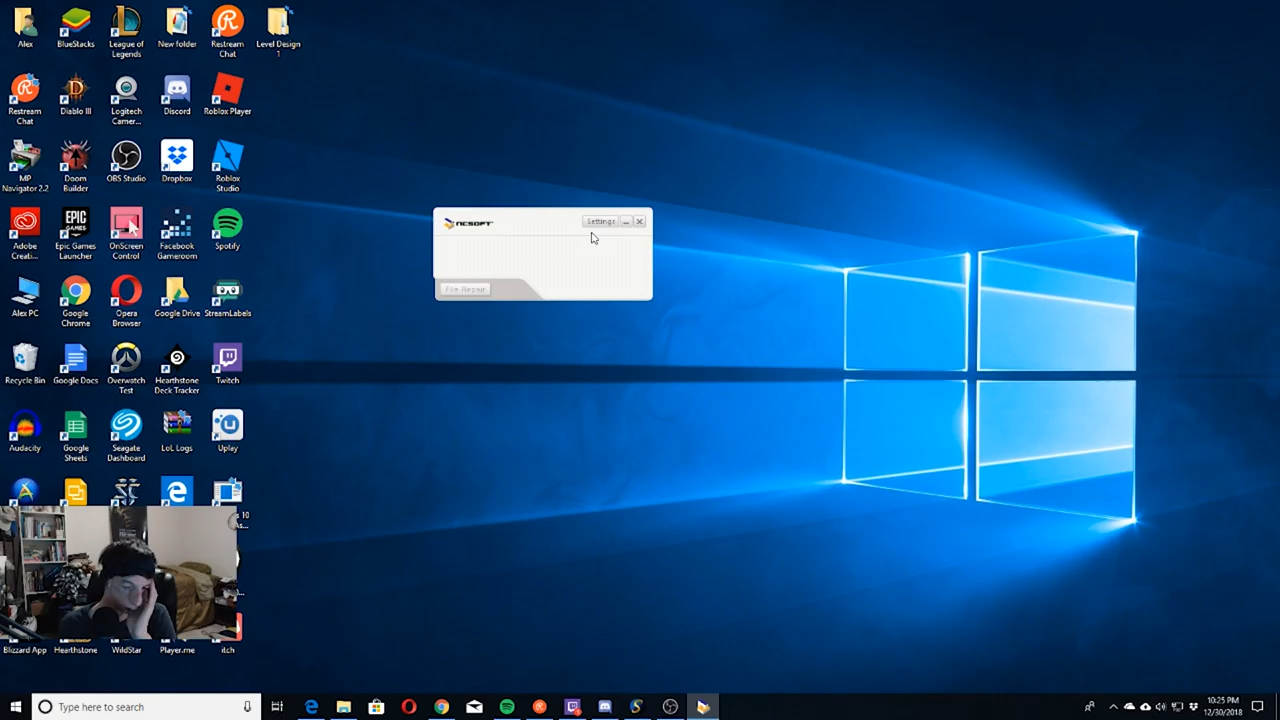 Alex
BlueStacks
League of
Legends
New folder
Restream
Chat
Level Design
1
Restream
Chat
Diablo III
Logitech
Camer...
Discord
Roblox Player
MP
Navigator 2.2
Doom
Builder
OBS Studio
Dropbox
Roblox
Studio
EPIC
GAMES
Adobe
Creati...
Epic Games
Launcher
OnScreen
Control
Facebook
Gameroom
Spotify
NCSOFT
Settings
File Repair
Alex PC
Google
Chrome
Opera
Browser
Google Drive
StreamLabels
Recycle Bin
Google Docs
Overwatch
Test
Hearthstone
Deck Tracker
Twitch
Audacity
Google
Sheets
Seagate
Dashboard
LoL Logs
Uplay
s 10
As...
Blizzard App
Hearthstone
WildStar
Player.me
itch
Type here to search
10:25 PM
12/30/2018